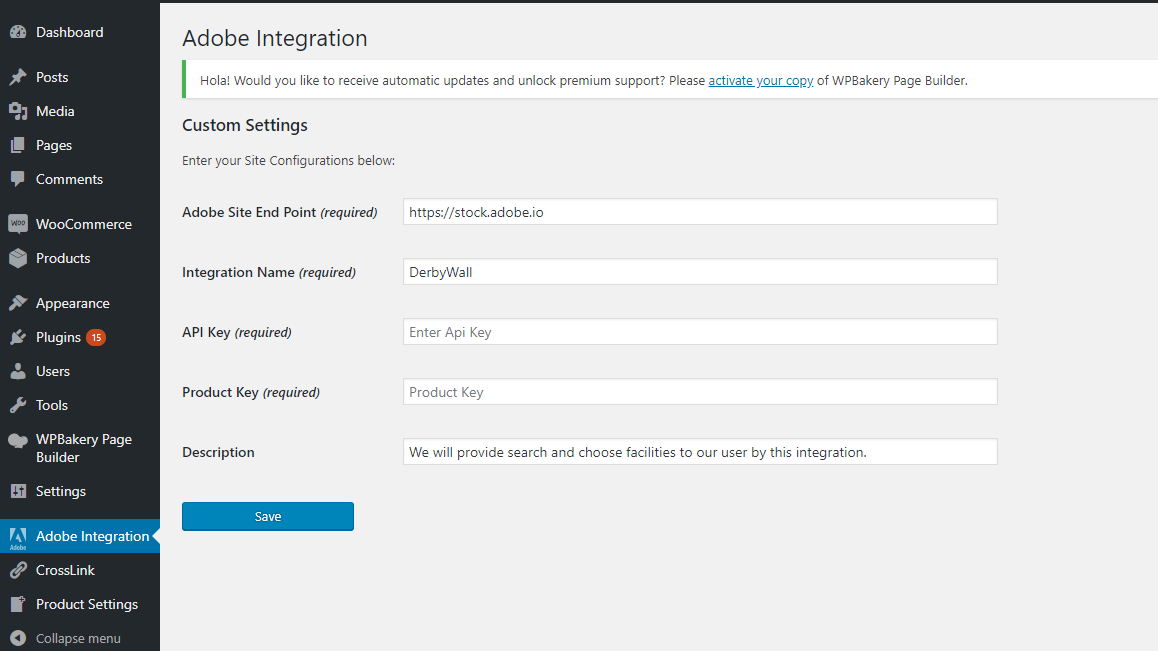 Dashboard
Posts
Media
Pages
Comments
WOO
WooCommerce
Products
Appearance
Plugins 15
Users
Tools
WPBakery Page
Builder
Settings
Adobe
Adobe Integration
CrossLink
Product Settings
Collapse menu
Adobe Integration
Hola! Would you like to receive automatic updates and unlock premium support? Please activate your copy of WPBakery Page Builder.
Custom Settings
Enter your Site Configurations below:
Adobe Site End Point (required) https://stock.adobe.io
Integration Name (required) DerbyWall
API Key (required) Enter Api Key
Product Key (required) Product Key
Description We will provide search and choose facilities to our user by this integration.
Save